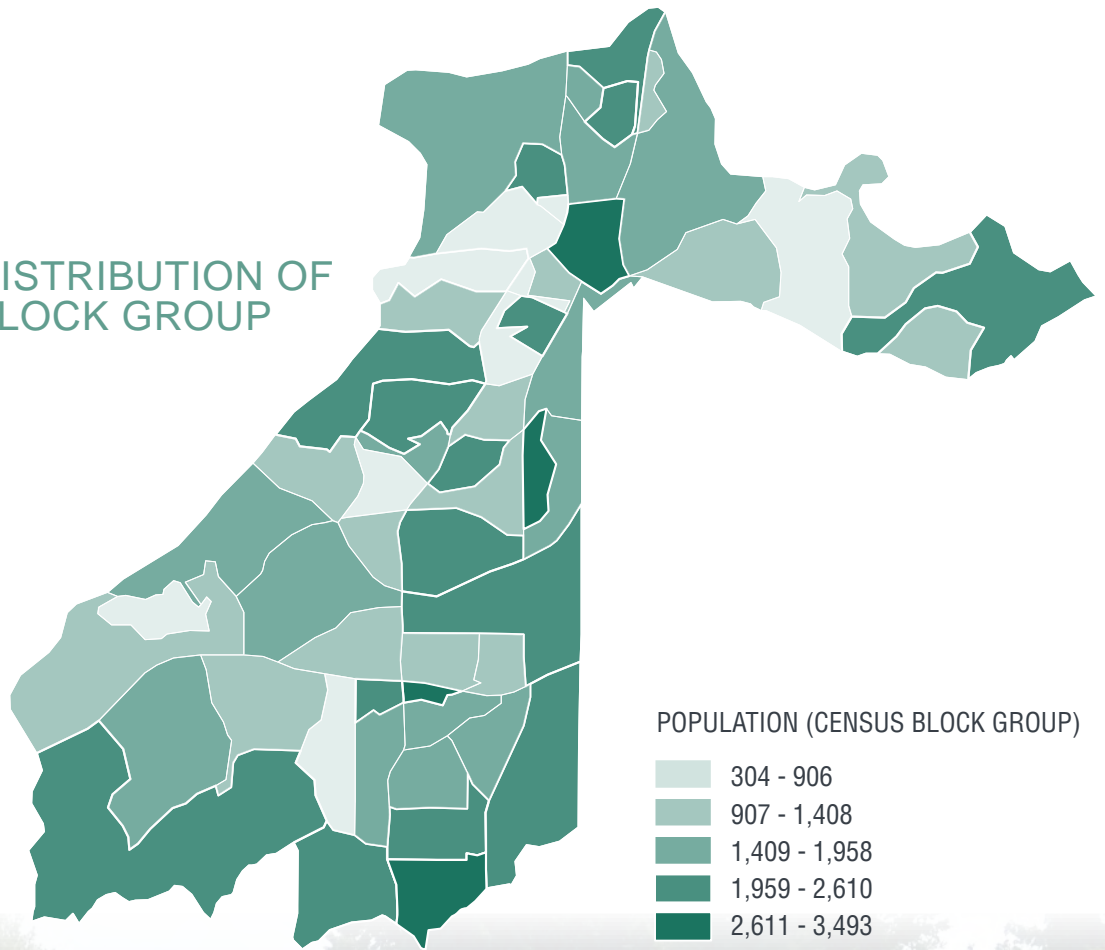 ISTRIBUTION OF
LOCK GROUP
POPULATION (CENSUS BLOCK GROUP)
304 - 906
907 - 1,408
1,409 - 1,958
1,959 - 2,610
2,611 - 3,493